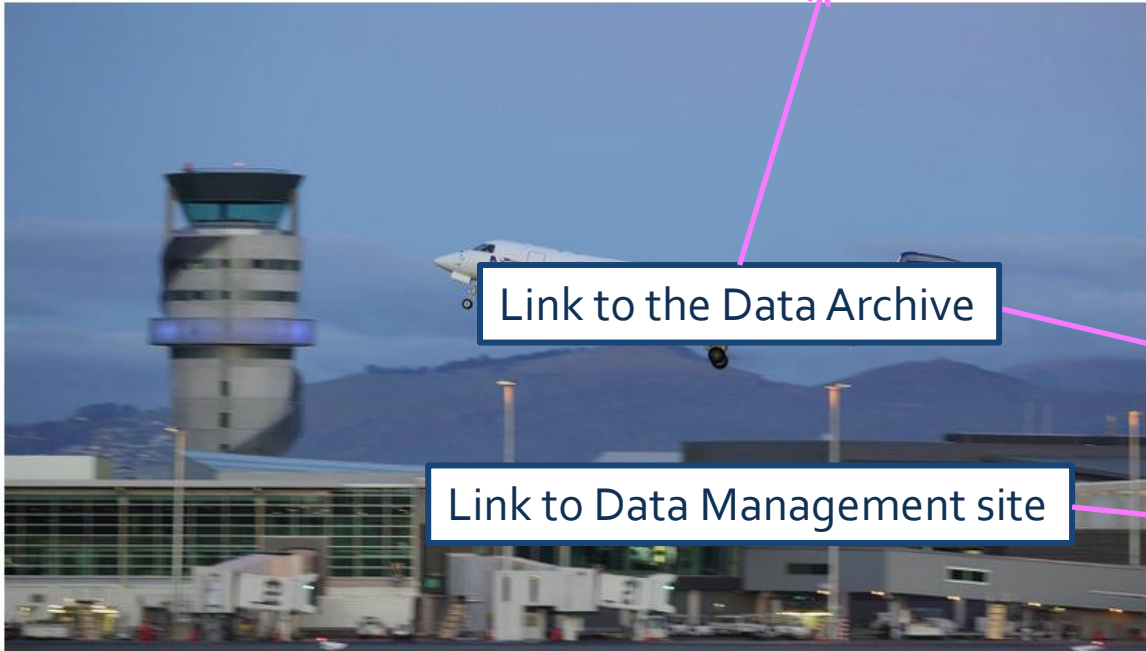 Link to the Data Archive
Link to Data Management site